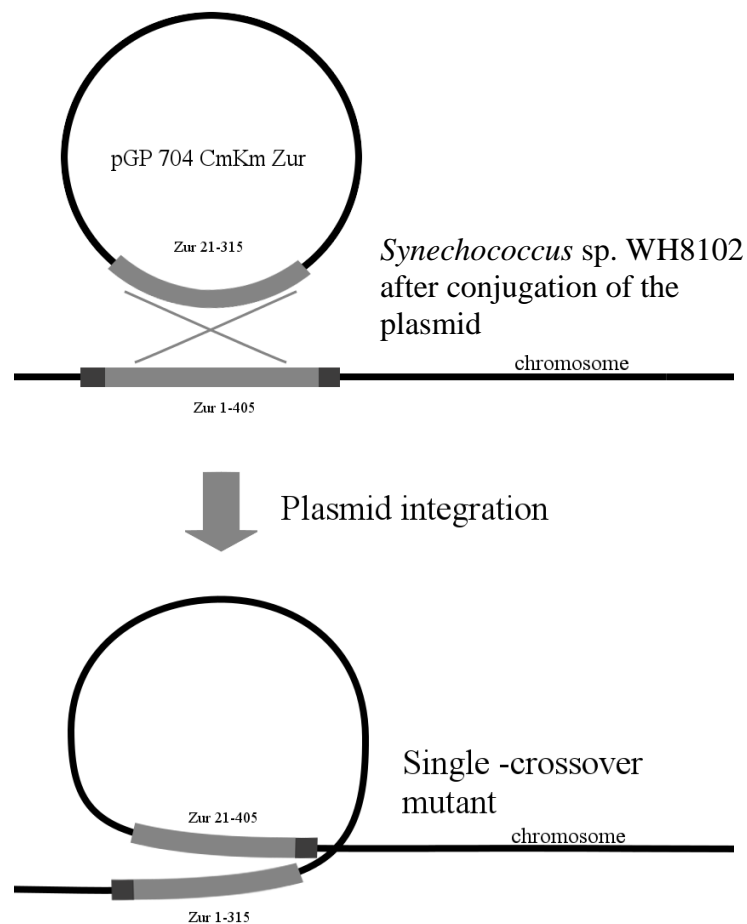 pGP 704 CmKm Zur
Zur 21-315
Synechococcus sp. WH8102
after conjugation of the
plasmid
chromosome
Zur 1-405
Plasmid integration
Single -crossover
mutant
Zur 21-405
chromosome
Zur 1-315